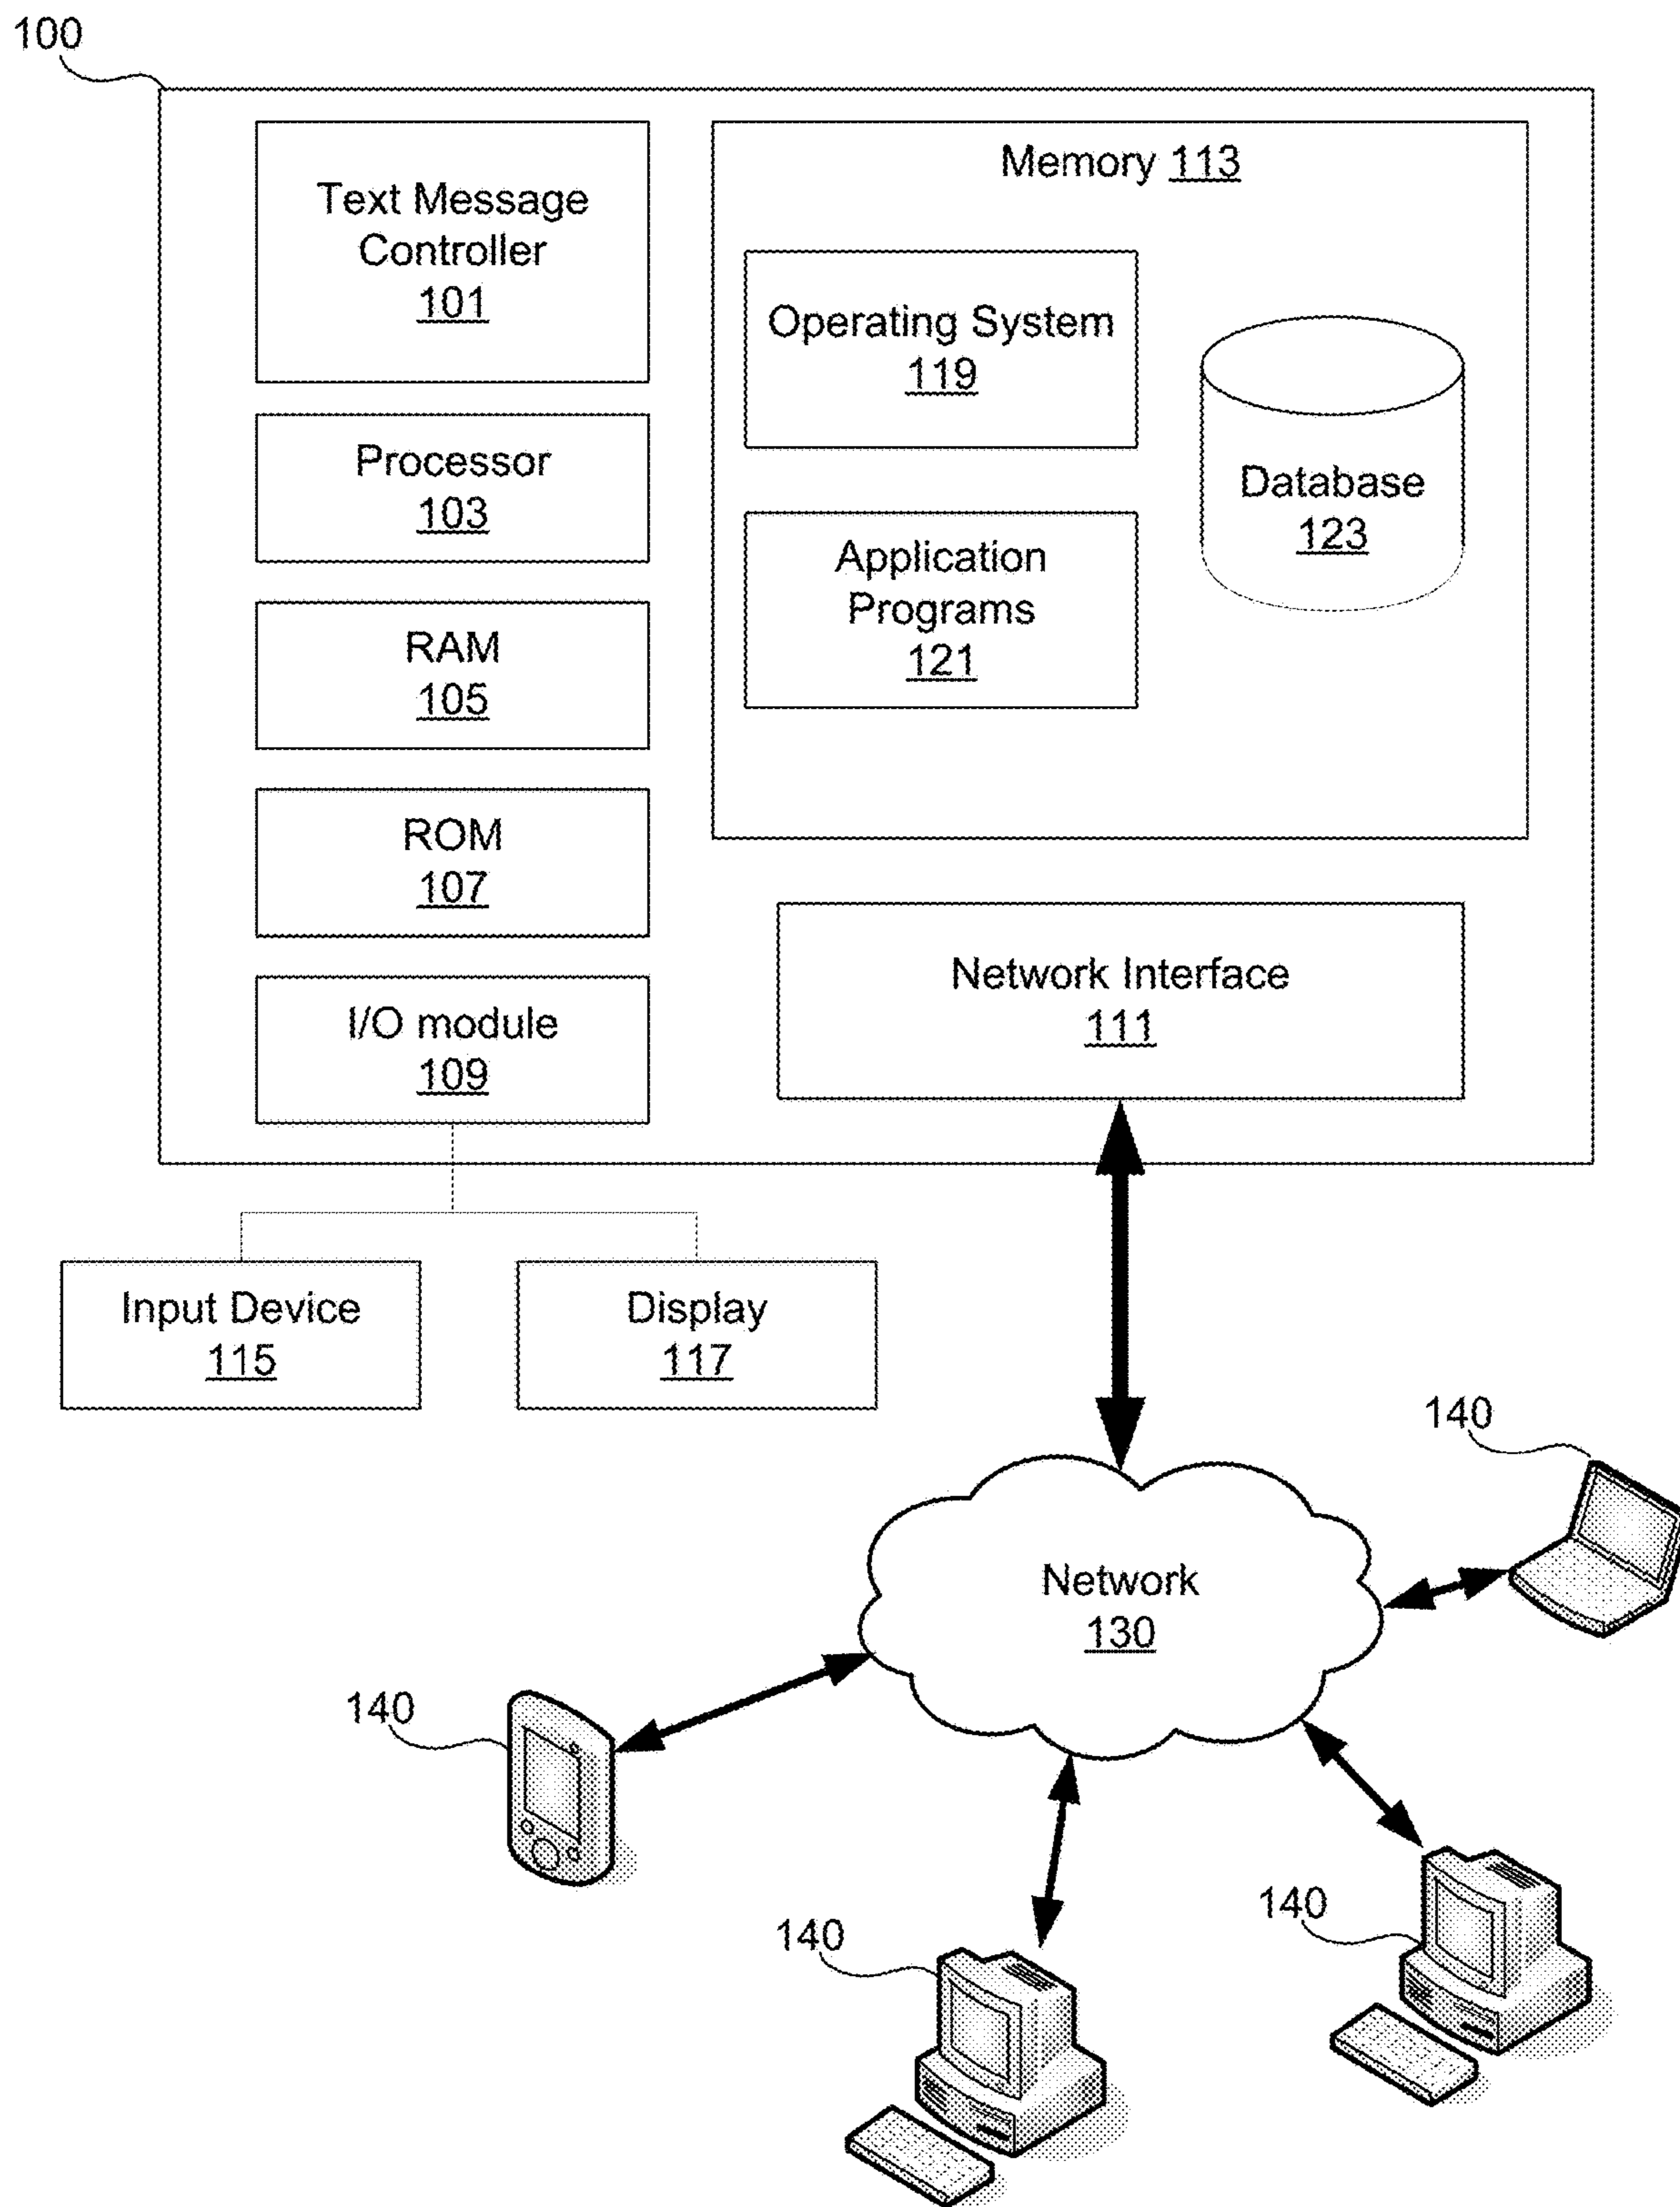 100
Text Message
Controller
101
Processor
103
RAM
105
ROM
107
I/O module
109
Memory 113
Operating System
119
Application
Programs
121
Database
123
Network Interface
111
Input Device
115
Display
117
Network
130
140
140
140
140